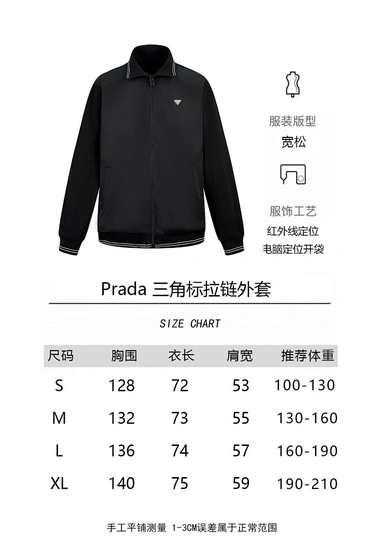 服装版型
宽松
服饰工艺
红外线定位
电脑定位开袋
Prada 三角标拉链外套
SIZE CHART
尺码 胸围 衣长 肩宽 推荐体重
S 128 72 53 100-130
M 132 73 55 130-160
L 136 74 57 160-190
XL 140 75 59 190-210
手工平铺测量 1-3CM误差属于正常范围